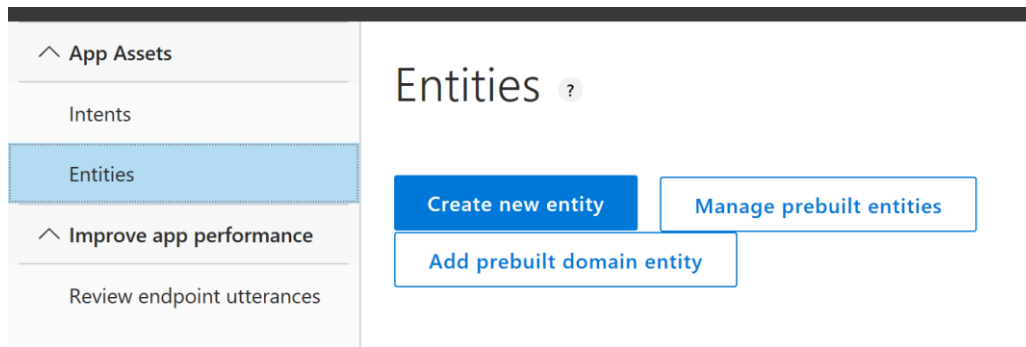 App Assets
Intents
Entities
Improve app performance
Review endpoint utterances
Entities ?
Create new entity
Manage prebuilt entities
Add prebuilt domain entity